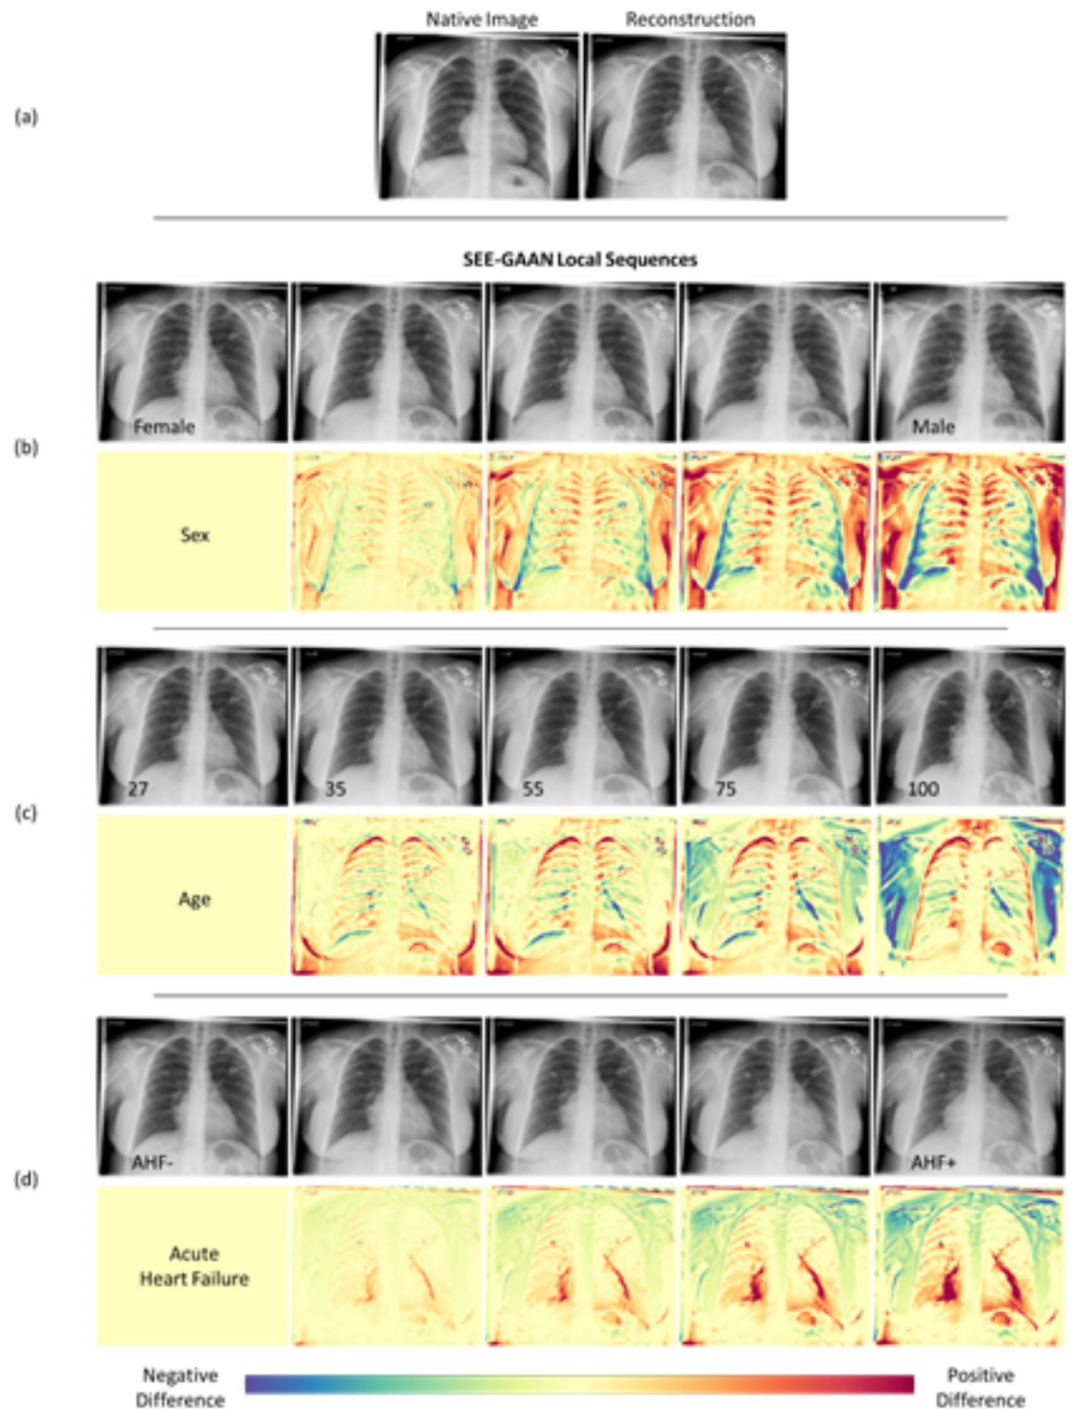 Native Image
Reconstruction
(a)
SEE-GAAN Local Sequences
Female
Male
(b)
Sex
27
35
55
75
100
(c)
Age
AHF-
AHF+
(d)
Acute
Heart Failure
Negative
Difference
Positive
Difference